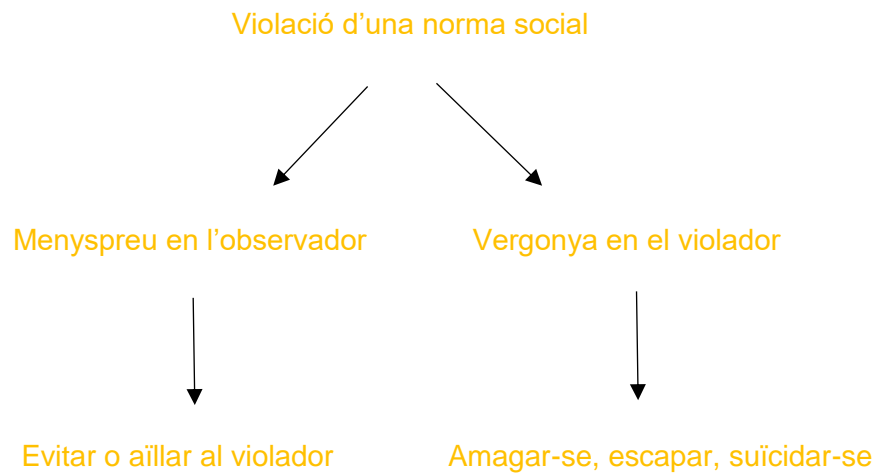 Violació d’una norma social
Menyspreu en l’observador
Vergonya en el violador
Evitar o aïllar al violador
Amagar-se, escapar, suïcidar-se